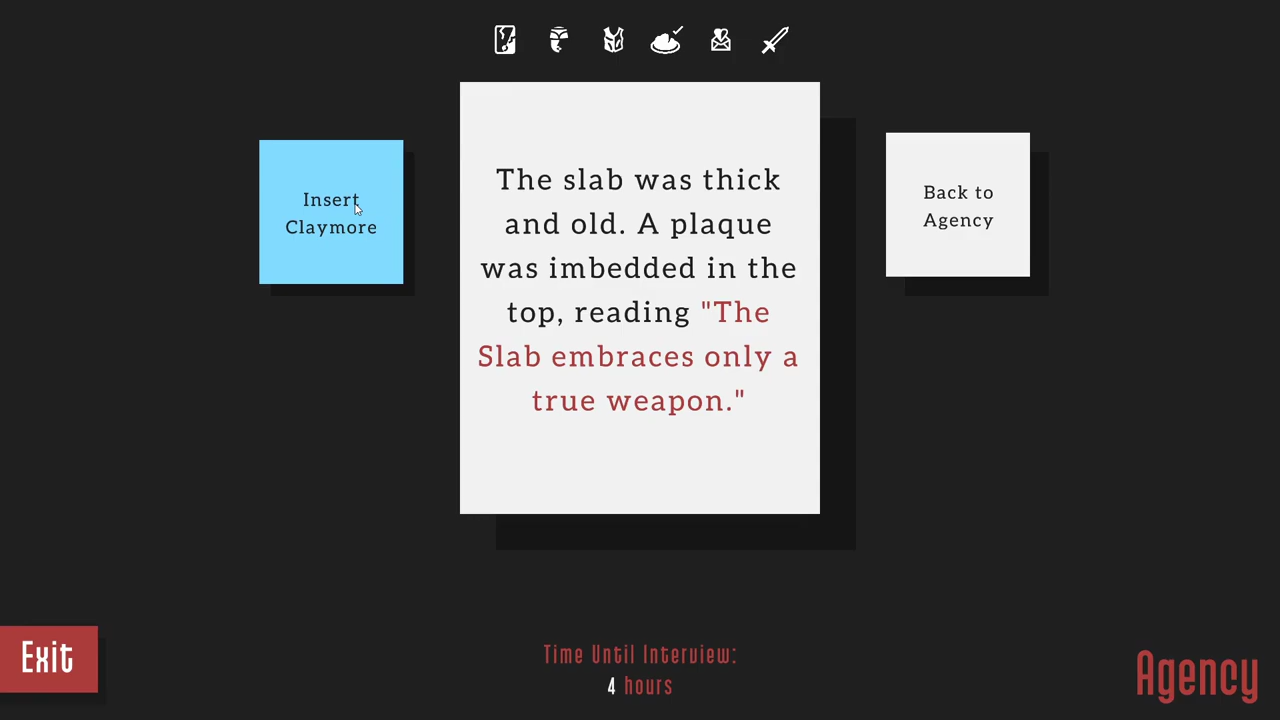 Insert
Claymore
The slab was thick
and old. A plaque
was imbedded in the
top, reading "The
Slab embraces only a
true weapon."
Back to
Agency
Exit
Time Until Interview:
4 hours
Agency